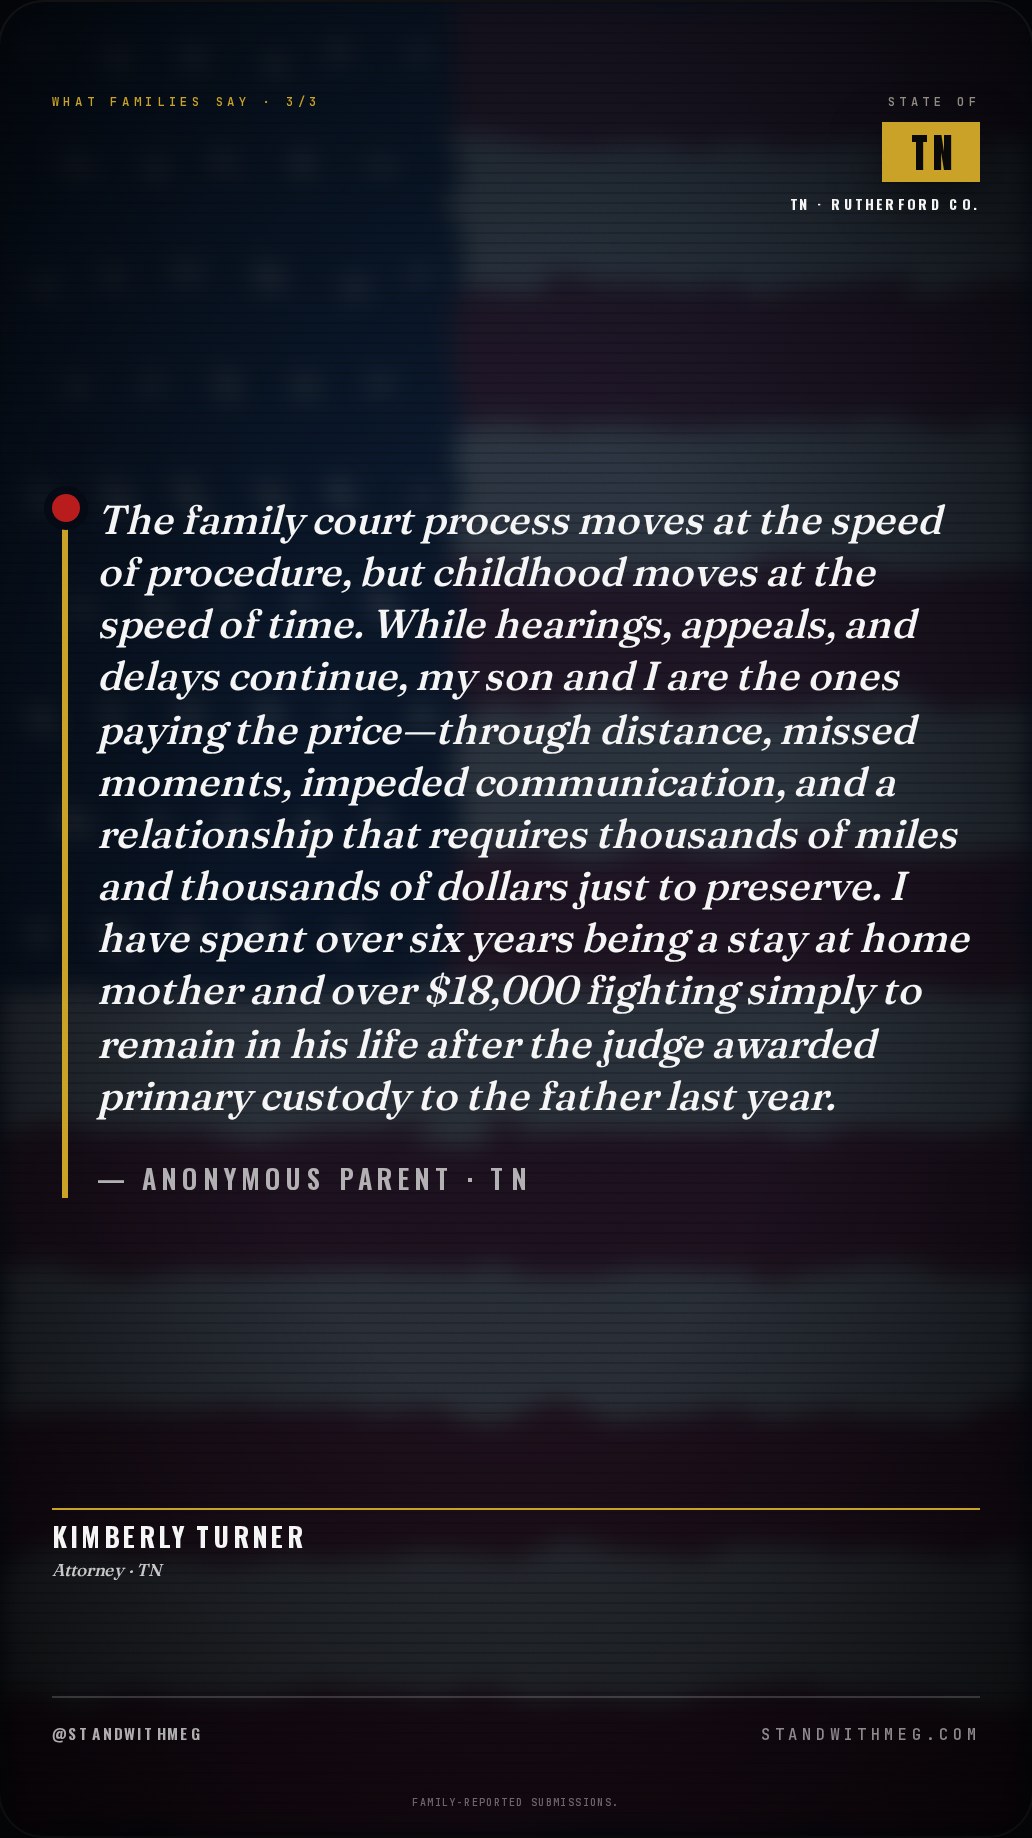 WHAT FAMILIES SAY · 3/3
STATE OF
TN
TN · RUTHERFORD CO.
The family court process moves at the speed
of procedure, but childhood moves at the
speed of time. While hearings, appeals, and
delays continue, my son and I are the ones
paying the price—through distance, missed
moments, impeded communication, and a
relationship that requires thousands of miles
and thousands of dollars just to preserve. I
have spent over six years being a stay at home
mother and over $18,000 fighting simply to
remain in his life after the judge awarded
primary custody to the father last year.
— ANONYMOUS PARENT · TN
KIMBERLY TURNER
Attorney · TN
@STANDWITHMEG
STANDWITHMEG.COM
FAMILY-REPORTED SUBMISSIONS.